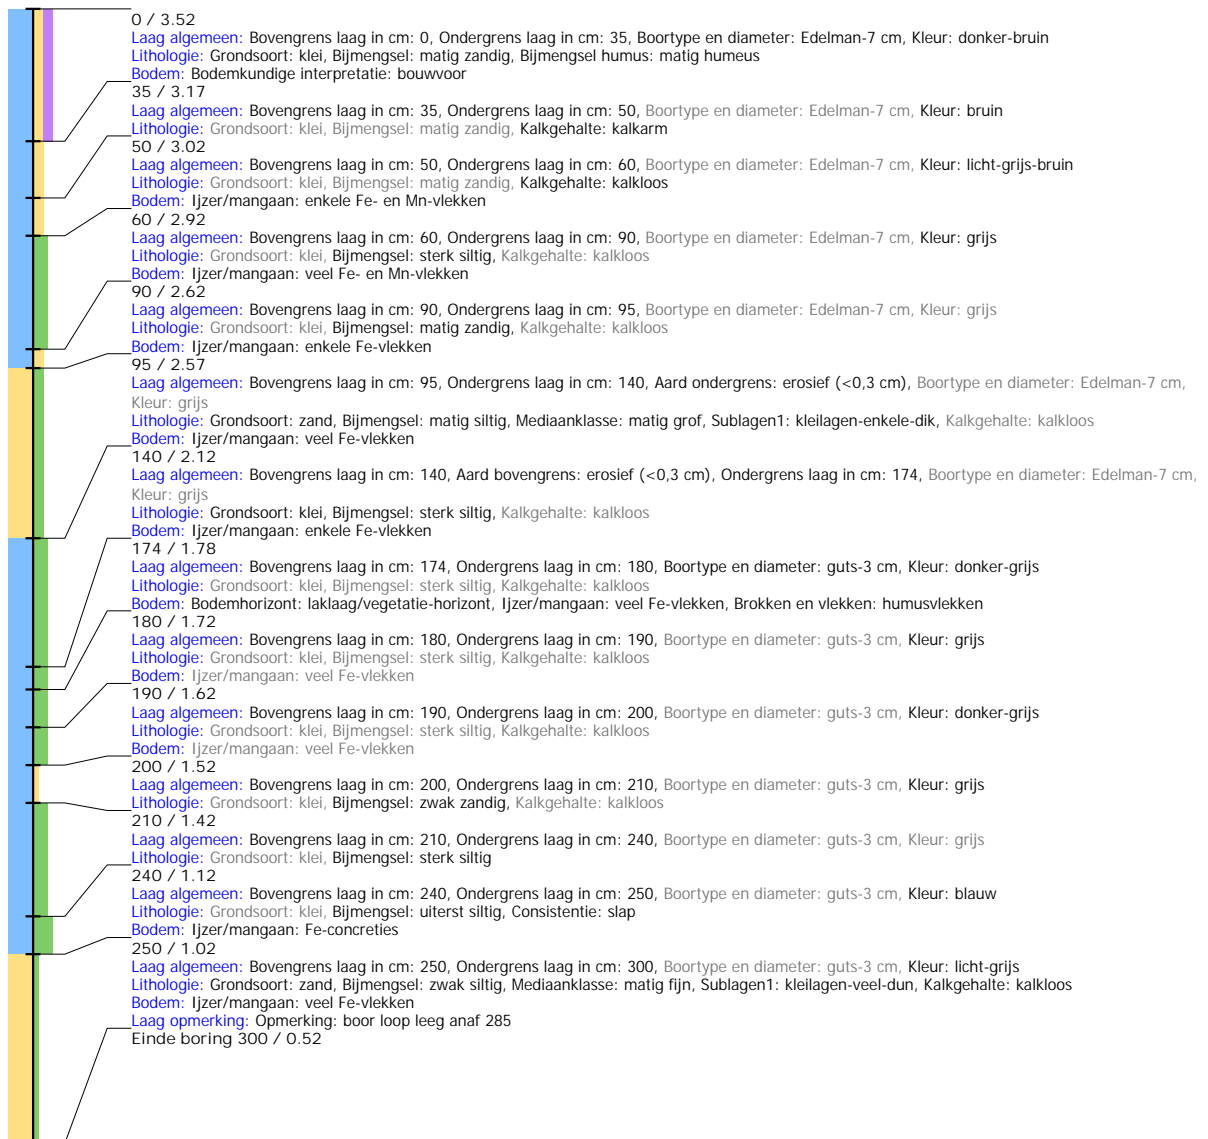 0 / 3.52
Laag algemeen: Bovengrens laag in cm: 0, Ondergrens laag in cm: 35, Boortype en diameter: Edelman-7 cm, Kleur: donker-bruin
Lithologie: Grondsoort: klei, Bijmengsel: matig zandig, Bijmengsel humus: matig humeus
Bodem: Bodemkundige interpretatie: bouwvoor
35 / 3.17
Laag algemeen: Bovengrens laag in cm: 35, Ondergrens laag in cm: 50, Boortype en diameter: Edelman-7 cm, Kleur: bruin
Lithologie: Grondsoort: klei, Bijmengsel: matig zandig, Kalkgehalte: kalkarm
50 / 3.02
Laag algemeen: Bovengrens laag in cm: 50, Ondergrens laag in cm: 60, Boortype en diameter: Edelman-7 cm, Kleur: licht-grijs-bruin
Lithologie: Grondsoort: klei, Bijmengsel: matig zandig, Kalkgehalte: kalkloos
Bodem: Ijzer/mangaan: enkele Fe- en Mn-vlekken
60 / 2.92
Laag algemeen: Bovengrens laag in cm: 60, Ondergrens laag in cm: 90, Boortype en diameter: Edelman-7 cm, Kleur: grijs
Lithologie: Grondsoort: klei, Bijmengsel: sterk siltig, Kalkgehalte: kalkloos
Bodem: Ijzer/mangaan: veel Fe- en Mn-vlekken
90 / 2.62
Laag algemeen: Bovengrens laag in cm: 90, Ondergrens laag in cm: 95, Boortype en diameter: Edelman-7 cm, Kleur: grijs
Lithologie: Grondsoort: klei, Bijmengsel: matig zandig, Kalkgehalte: kalkloos
Bodem: Ijzer/mangaan: enkele Fe-vlekken
95 / 2.57
Laag algemeen: Bovengrens laag in cm: 95, Ondergrens laag in cm: 140, Aard ondergrens: erosief (<0,3 cm), Boortype en diameter: Edelman-7 cm,
Kleur: grijs
Lithologie: Grondsoort: zand, Bijmengsel: matig siltig, Mediaanklasse: matig grof, Sublagen1: kleilagen-enkele-dik, Kalkgehalte: kalkloos
Bodem: Ijzer/mangaan: veel Fe-vlekken
140 / 2.12
Laag algemeen: Bovengrens laag in cm: 140, Aard bovengrens: erosief (<0,3 cm), Ondergrens laag in cm: 174, Boortype en diameter: Edelman-7 cm,
Kleur: grijs
Lithologie: Grondsoort: klei, Bijmengsel: sterk siltig, Kalkgehalte: kalkloos
Bodem: Ijzer/mangaan: enkele Fe-vlekken
174 / 1.78
Laag algemeen: Bovengrens laag in cm: 174, Ondergrens laag in cm: 180, Boortype en diameter: guts-3 cm, Kleur: donker-grijs
Lithologie: Grondsoort: klei, Bijmengsel: sterk siltig, Kalkgehalte: kalkloos
Bodem: Bodemhorizont: laklaag/vegetatie-horizont, Ijzer/mangaan: veel Fe-vlekken, Brokken en vlekken: humusvlekken
180 / 1.72
Laag algemeen: Bovengrens laag in cm: 180, Ondergrens laag in cm: 190, Boortype en diameter: guts-3 cm, Kleur: grijs
Lithologie: Grondsoort: klei, Bijmengsel: sterk siltig, Kalkgehalte: kalkloos
Bodem: Ijzer/mangaan: veel Fe-vlekken
190 / 1.62
Laag algemeen: Bovengrens laag in cm: 190, Ondergrens laag in cm: 200, Boortype en diameter: guts-3 cm, Kleur: donker-grijs
Lithologie: Grondsoort: klei, Bijmengsel: sterk siltig, Kalkgehalte: kalkloos
Bodem: Ijzer/mangaan: veel Fe-vlekken
200 / 1.52
Laag algemeen: Bovengrens laag in cm: 200, Ondergrens laag in cm: 210, Boortype en diameter: guts-3 cm, Kleur: grijs
Lithologie: Grondsoort: klei, Bijmengsel: zwak zandig, Kalkgehalte: kalkloos
210 / 1.42
Laag algemeen: Bovengrens laag in cm: 210, Ondergrens laag in cm: 240, Boortype en diameter: guts-3 cm, Kleur: grijs
Lithologie: Grondsoort: klei, Bijmengsel: sterk siltig
240 / 1.12
Laag algemeen: Bovengrens laag in cm: 240, Ondergrens laag in cm: 250, Boortype en diameter: guts-3 cm, Kleur: blauw
Lithologie: Grondsoort: klei, Bijmengsel: uiterst siltig, Consistentie: slap
Bodem: Ijzer/mangaan: Fe-concreties
250 / 1.02
Laag algemeen: Bovengrens laag in cm: 250, Ondergrens laag in cm: 300, Boortype en diameter: guts-3 cm, Kleur: licht-grijs
Lithologie: Grondsoort: zand, Bijmengsel: zwak siltig, Mediaanklasse: matig fijn, Sublagen1: kleilagen-veel-dun, Kalkgehalte: kalkloos
Bodem: Ijzer/mangaan: veel Fe-vlekken
Laag opmerking: Opmerking: boor loop leeg anaf 285
Einde boring 300 / 0.52